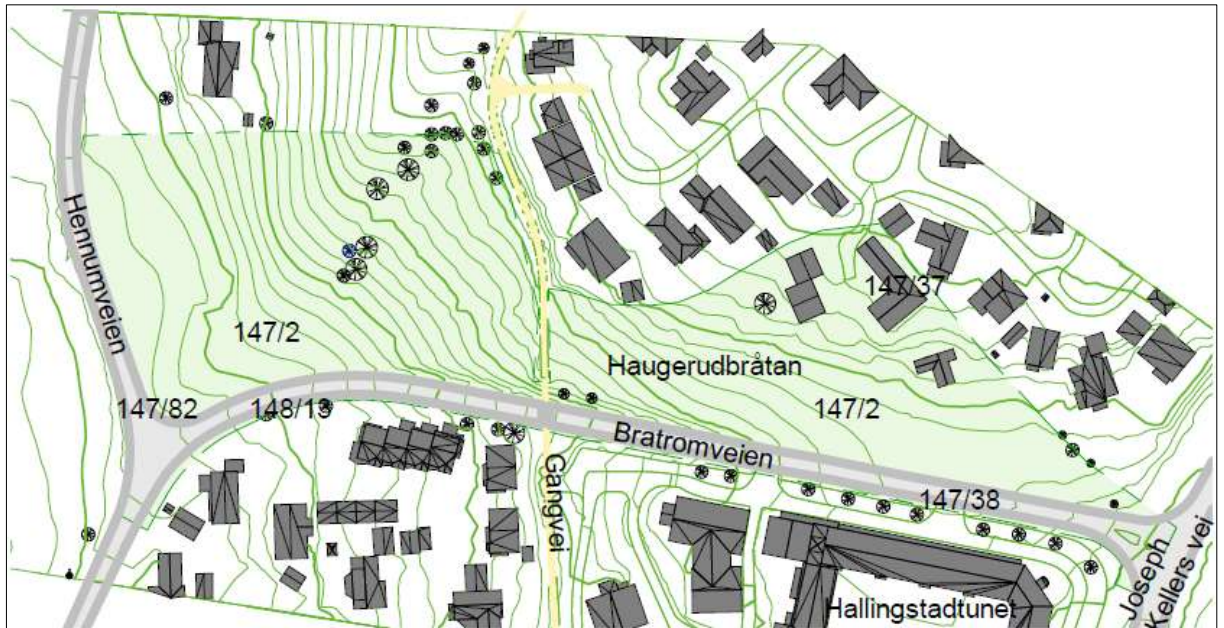 Hennumveien
147/37
147/2
Haugerudbråtan
147/82
148/13
147/2
Bratromveien
Gangvei
147/38
Joseph
Kellers vei
Hallingstadtunet